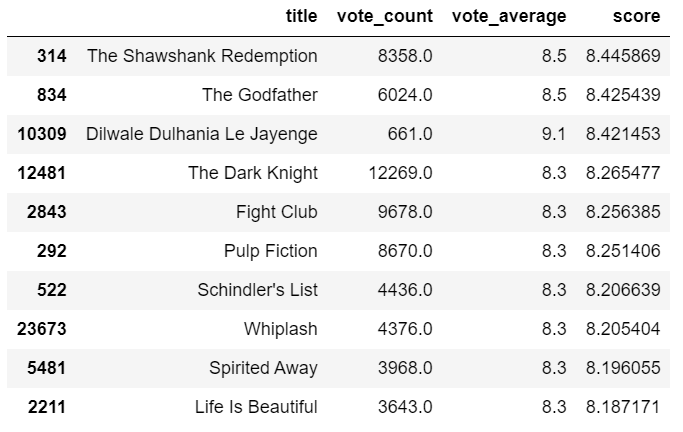 title vote_count vote_average score
314 The Shawshank Redemption 8358.0 8.5 8.445869
834 The Godfather 6024.0 8.5 8.425439
10309 Dilwale Dulhania Le Jayenge 661.0 9.1 8.421453
12481 The Dark Knight 12269.0 8.3 8.265477
2843 Fight Club 9678.0 8.3 8.256385
292 Pulp Fiction 8670.0 8.3 8.251406
522 Schindler's List 4436.0 8.3 8.206639
23673 Whiplash 4376.0 8.3 8.205404
5481 Spirited Away 3968.0 8.3 8.196055
2211 Life Is Beautiful 3643.0 8.3 8.187171